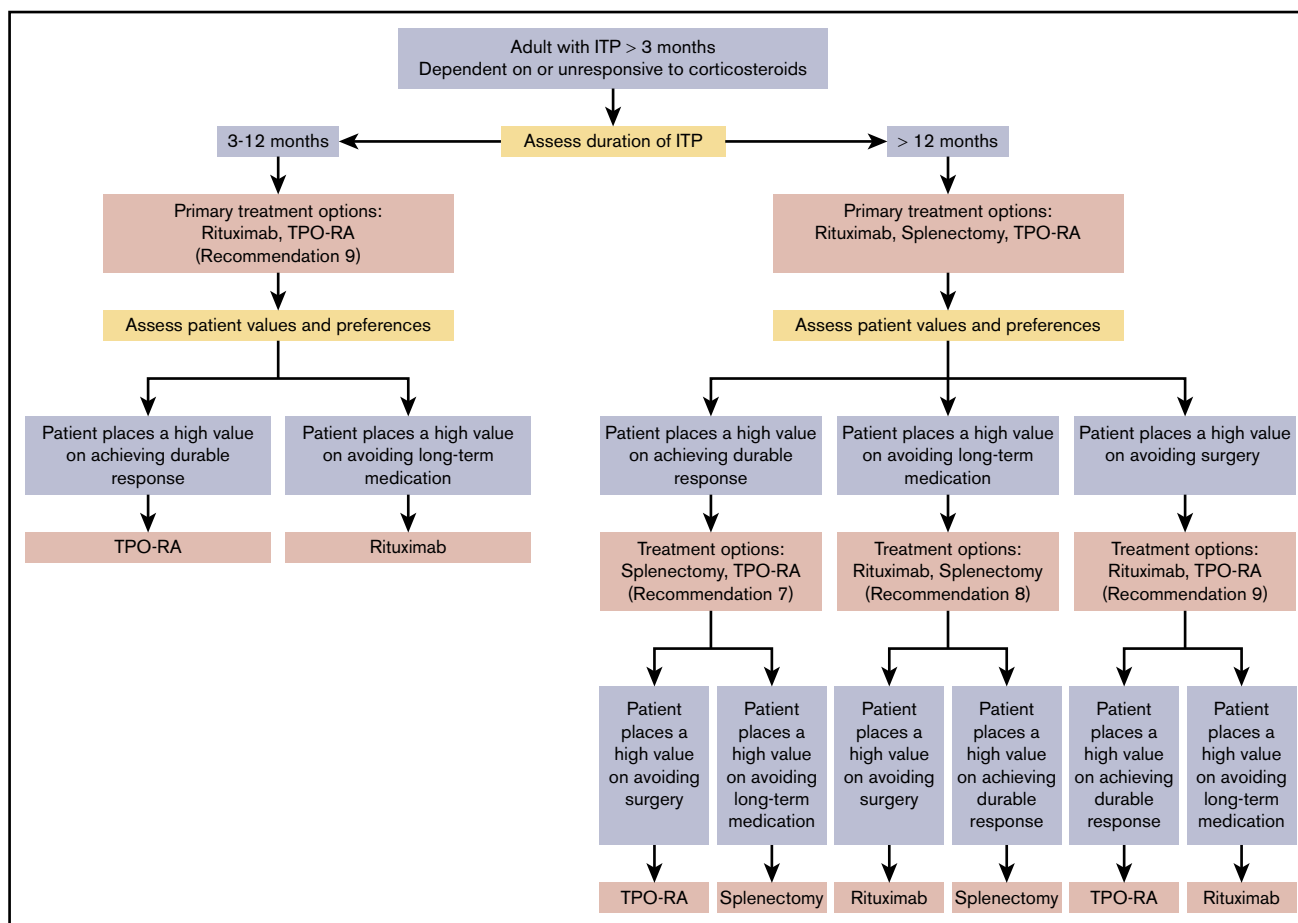 Adult with ITP > 3 months
Dependent on or unresponsive to corticosteroids
3-12 months
Assess duration of ITP
> 12 months
Primary treatment options:
Rituximab, TPO-RA
(Recommendation 9)
Primary treatment options:
Rituximab, Splenectomy, TPO-RA
Assess patient values and preferences
Assess patient values and preferences
Patient places a high value
on achieving durable
response
Patient places a high value
on avoiding long-term
medication
Patient places a high value
on achieving durable
response
Patient places a high value
on avoiding long-term
medication
Patient places a high value
on avoiding surgery
TPO-RA
Rituximab
Treatment options:
Splenectomy, TPO-RA
(Recommendation 7)
Treatment options:
Rituximab, Splenectomy
(Recommendation 8)
Treatment options:
Rituximab, TPO-RA
(Recommendation 9)
Patient
places a
high value
on avoiding
surgery
Patient
places a
high value
on avoiding
long-term
medication
Patient
places a
high value
on avoiding
surgery
Patient
places a
high value
on achieving
durable
response
Patient
places a
high value
on achieving
durable
response
Patient
places a
high value
on avoiding
long-term
medication
TPO-RA
Splenectomy
Rituximab
Splenectomy
TPO-RA
Rituximab